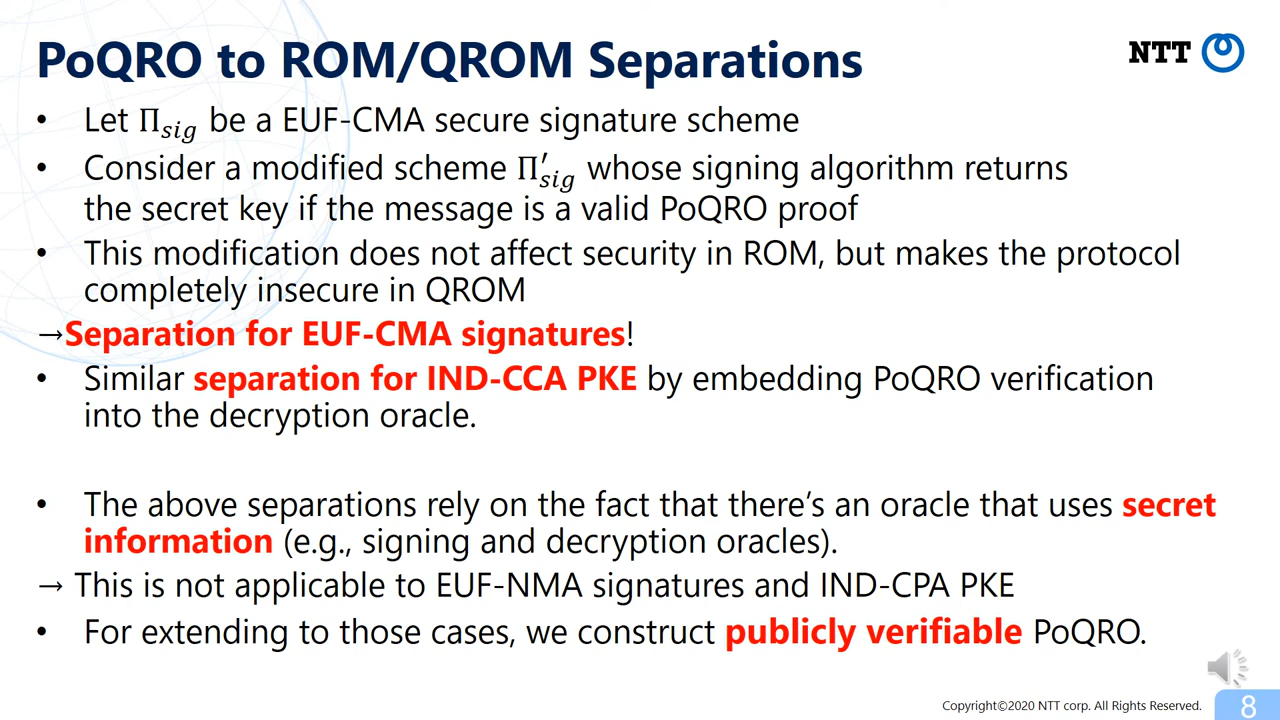 PoQRO to ROM/QROM Separations
NTT
• Let Π_sig be a EUF-CMA secure signature scheme
• Consider a modified scheme Π′_sig whose signing algorithm returns
the secret key if the message is a valid PoQRO proof
• This modification does not affect security in ROM, but makes the protocol
completely insecure in QROM
→Separation for EUF-CMA signatures!
• Similar separation for IND-CCA PKE by embedding PoQRO verification
into the decryption oracle.
• The above separations rely on the fact that there's an oracle that uses secret
information (e.g., signing and decryption oracles).
→ This is not applicable to EUF-NMA signatures and IND-CPA PKE
• For extending to those cases, we construct publicly verifiable PoQRO.
Copyright©2020 NTT corp. All Rights Reserved.
8